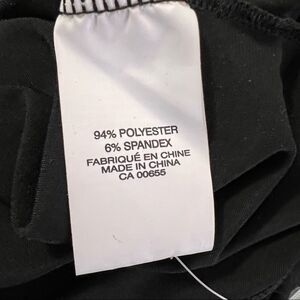 94% POLYESTER
6% SPANDEX
FABRIQUÉ EN CHINE
MADE IN CHINA
CA 00655